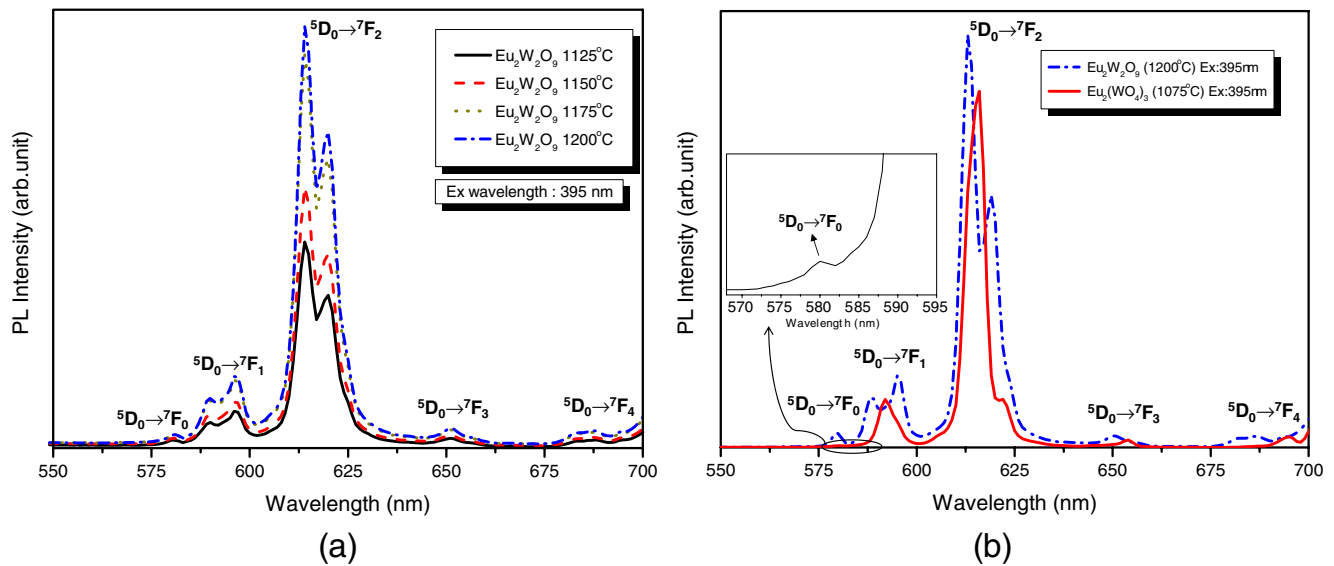 ⁵D₀→⁷F₂
Eu₂W₂O₉ 1125°C
Eu₂W₂O₉ 1150°C
Eu₂W₂O₉ 1175°C
Eu₂W₂O₉ 1200°C
Ex wavelength : 395 nm
PL Intensity (arb.unit)
⁵D₀→⁷F₁
⁵D₀→⁷F₀
⁵D₀→⁷F₃
⁵D₀→⁷F₄
550 575 600 625 650 675 700
Wavelength (nm)
(a)
⁵D₀→⁷F₂
Eu₂W₂O₉ (1200°C) Ex:395nm
Eu₂(WO₄)₃ (1075°C) Ex:395nm
PL Intensity (arb.unit)
⁵D₀→⁷F₀
570 575 580 585 590 595
Wavelength (nm)
⁵D₀→⁷F₁
⁵D₀→⁷F₀
⁵D₀→⁷F₃
⁵D₀→⁷F₄
550 575 600 625 650 675 700
Wavelength (nm)
(b)